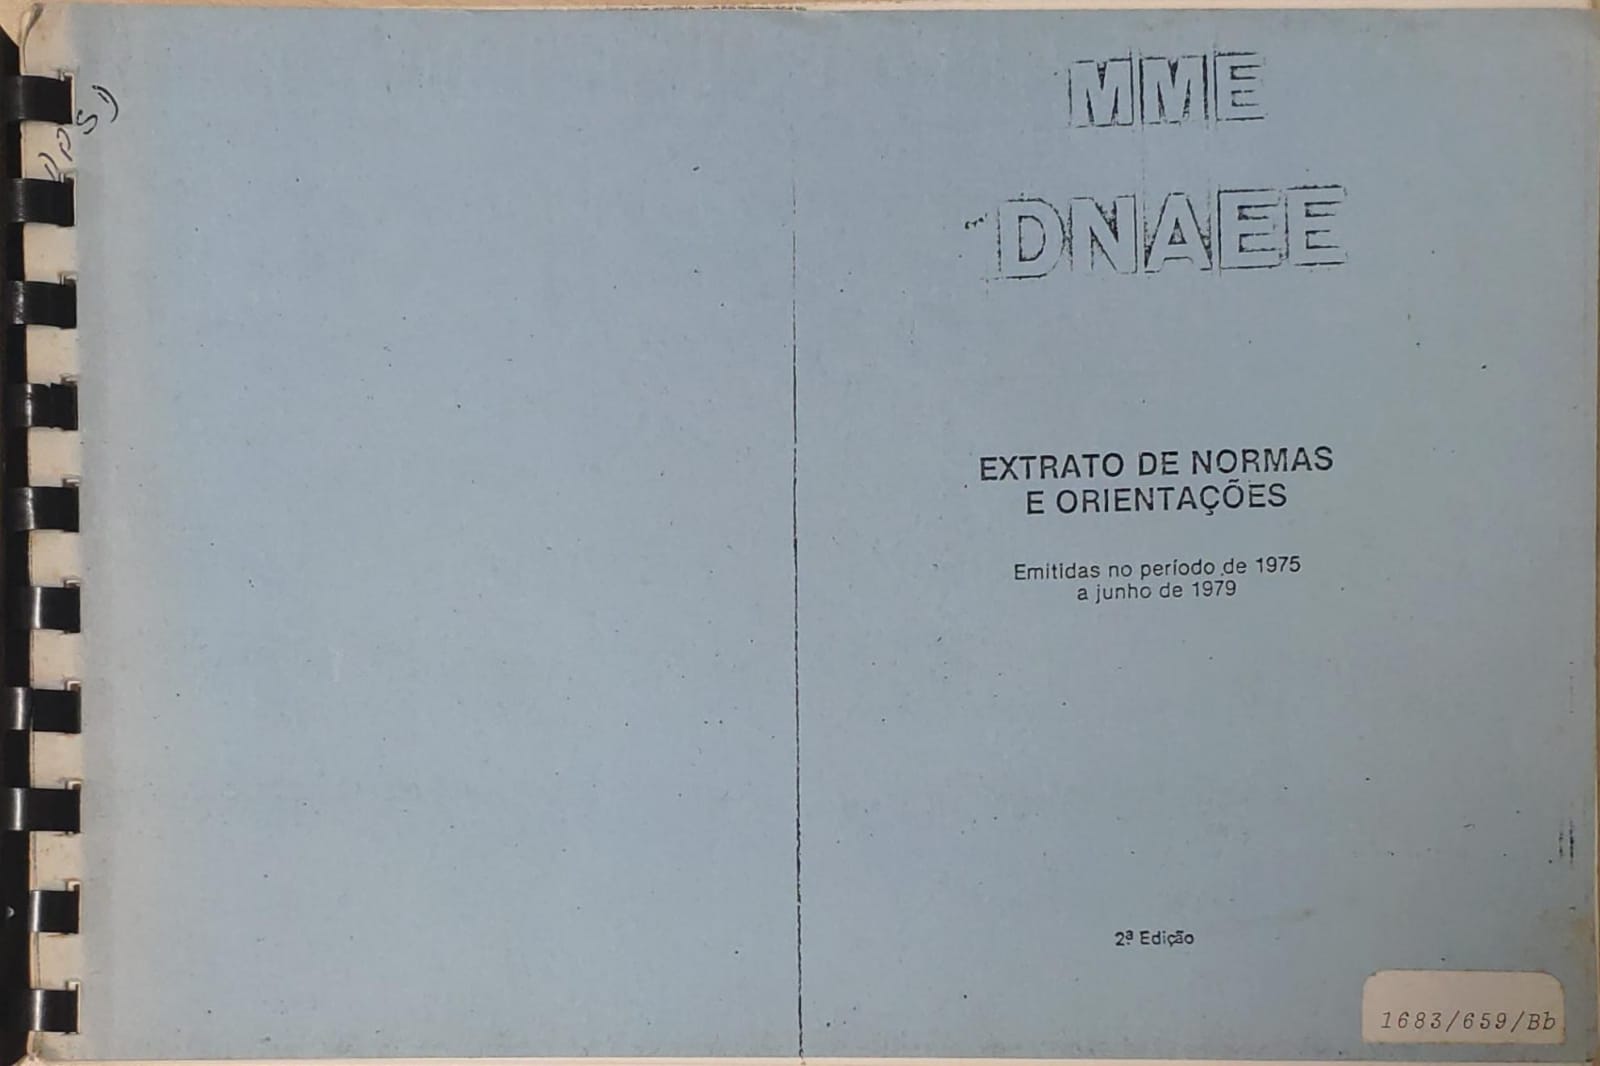 MME
DNAEE
EXTRATO DE NORMAS
E ORIENTAÇÕES
Emitidas no período de 1975
a junho de 1979
2ª Edição
1683/659/Bb